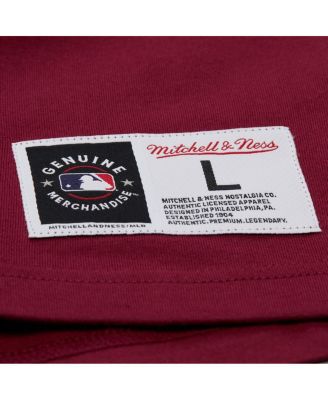 GENUINE
MERCHANDISE
MITCHELLANDNESS/MLB
Mitchell & Ness
L
MITCHELL & NESS NOSTALGIA CO.
AUTHENTIC LICENSED APPAREL
DESIGNED IN PHILADELPHIA, PA.
ESTABLISHED 1904
AUTHENTIC. PREMIUM. LEGENDARY.